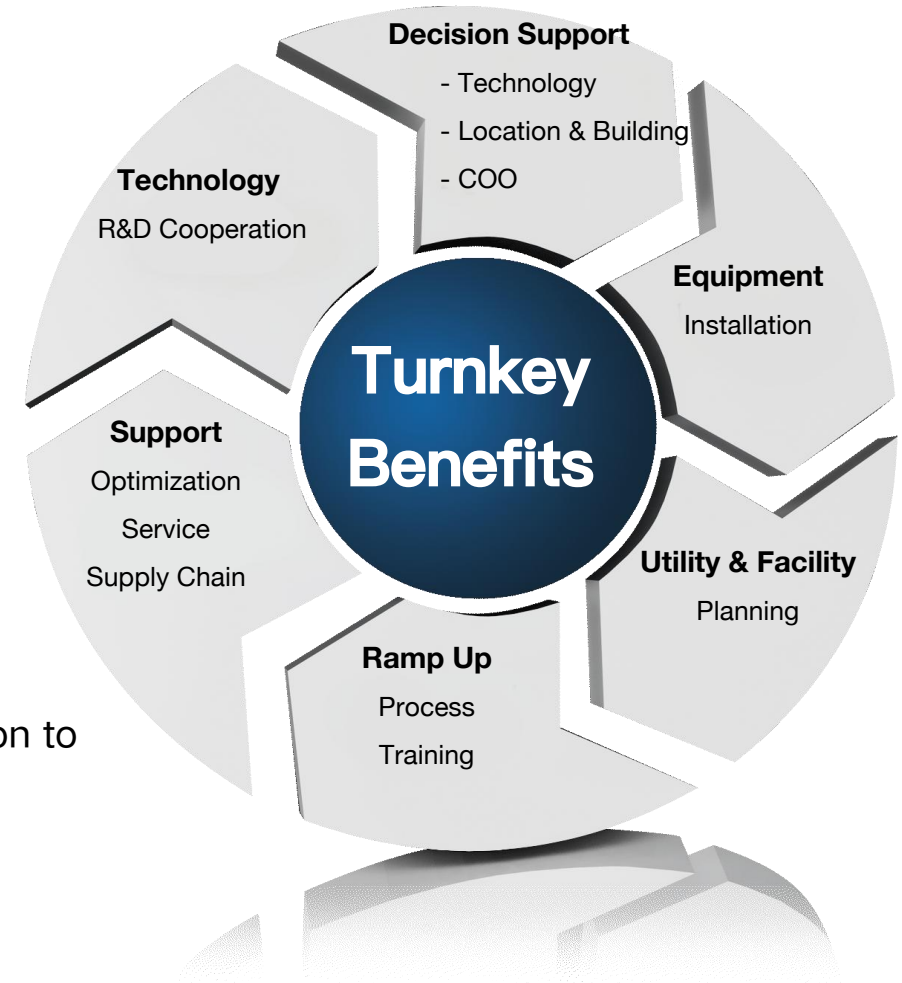 Decision Support
- Technology
- Location & Building
- COO
Technology
R&D Cooperation
Equipment
Installation
Turnkey
Benefits
Support
Optimization
Service
Supply Chain
Utility & Facility
Planning
Ramp Up
Process
Training
on to